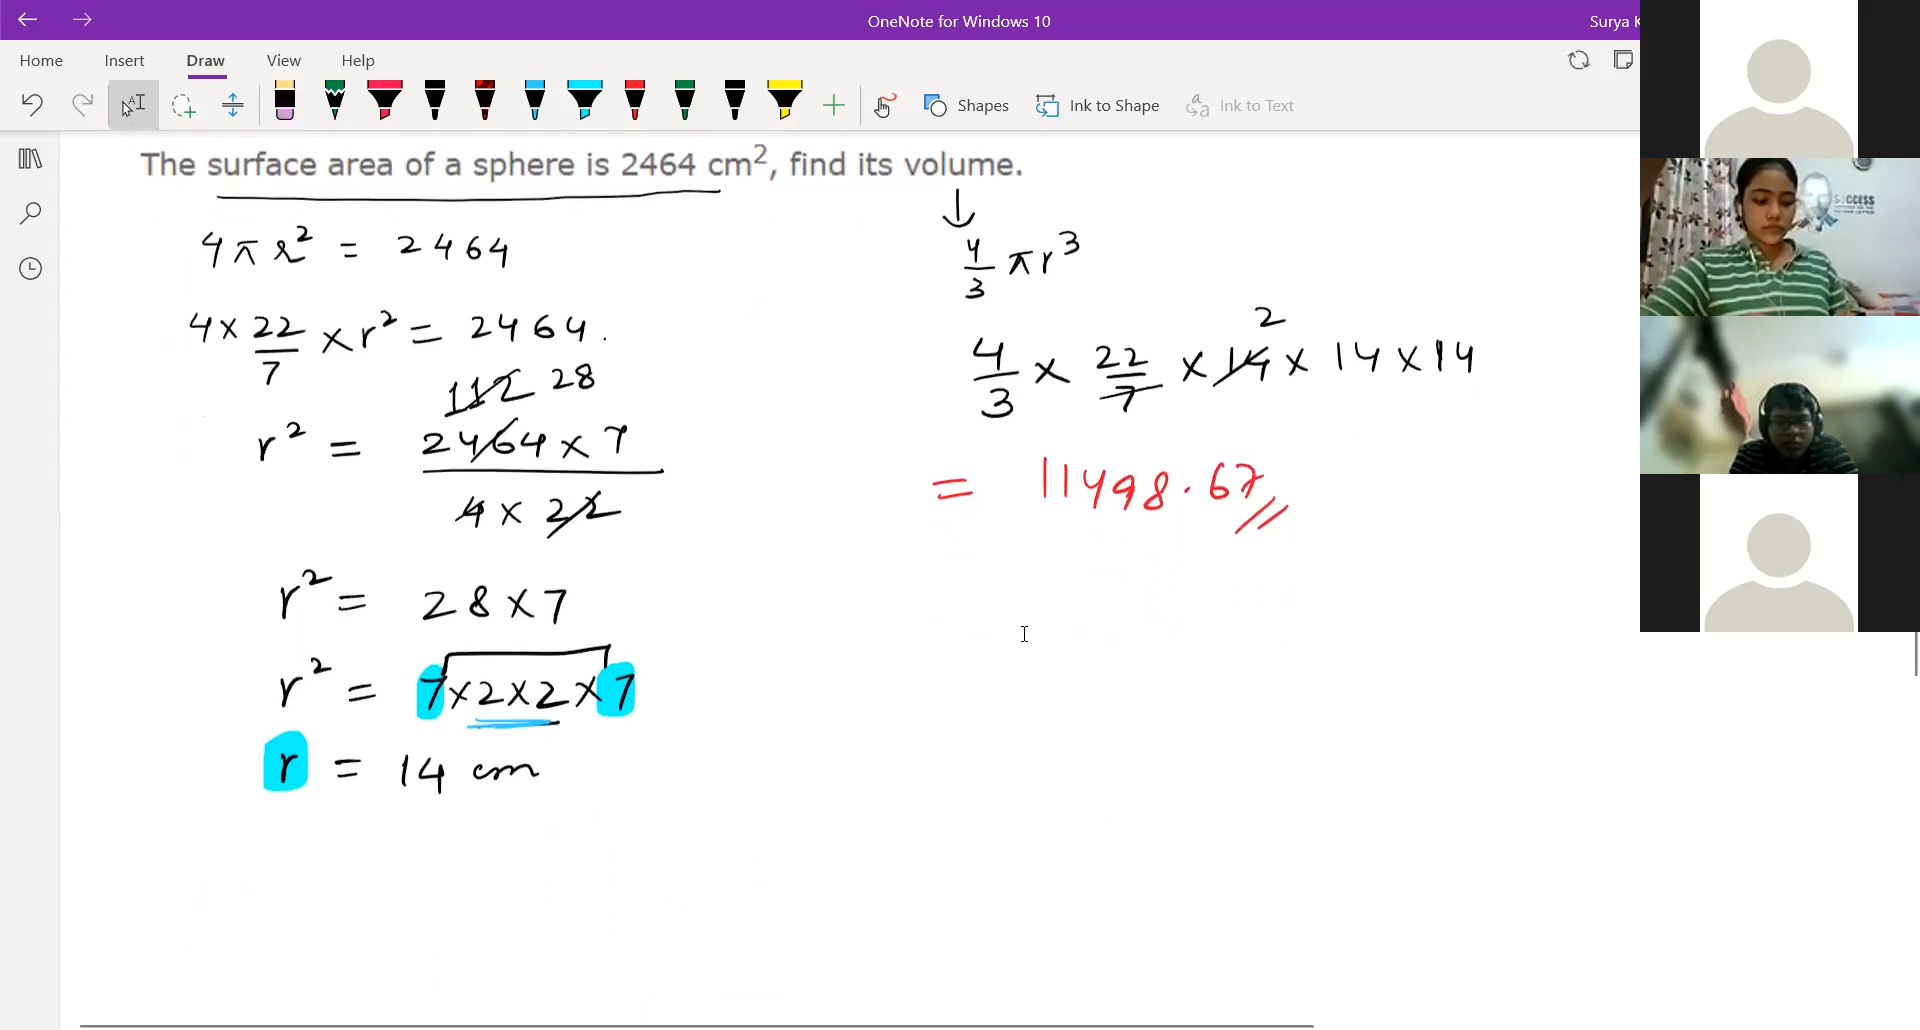 OneNote for Windows 10
Surya K
Home Insert Draw View Help
Shapes Ink to Shape Ink to Text
The surface area of a sphere is 2464 cm², find its volume.
4πr² = 2464
4 × 22/7 × r² = 2464.
112 28
r² = 2464 × 7
4 × 22
r² = 28 × 7
r² = 7×2×2×7
r = 14 cm
4/3 πr³
2
4/3 × 22/7 × 14 × 14 × 14
= 11498.67
SUCCESS